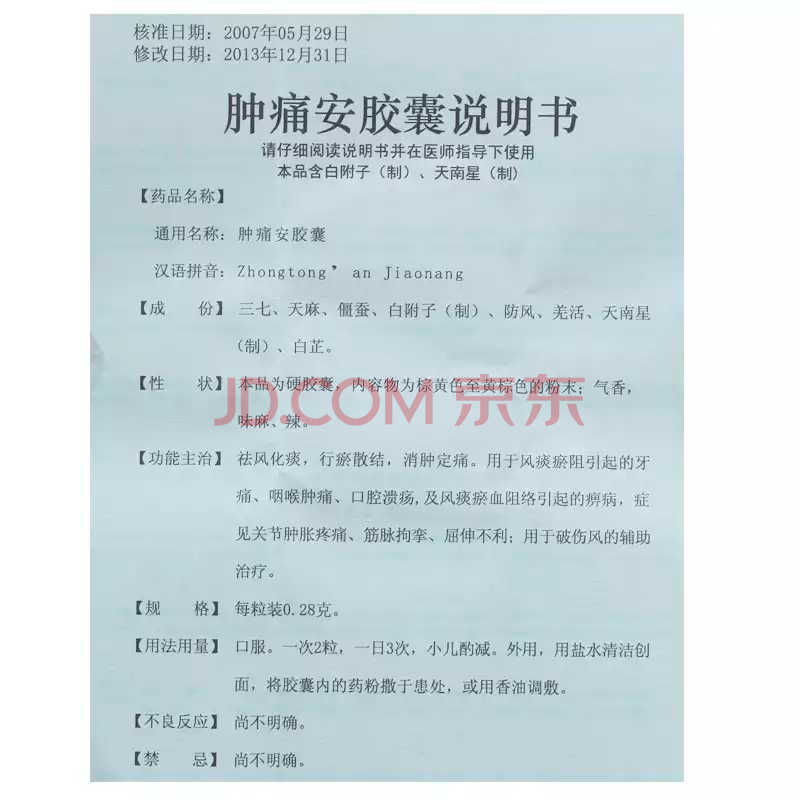 核准日期：2007年05月29日
修改日期：2013年12月31日
肿痛安胶囊说明书
请仔细阅读说明书并在医师指导下使用
本品含白附子（制）、天南星（制）
【药品名称】
通用名称：肿痛安胶囊
汉语拼音：Zhongtong’an Jiaonang
【成　　份】三七、天麻、僵蚕、白附子（制）、防风、羌活、天南星
（制）、白芷。
【性　　状】本品为硬胶囊，内容物为棕黄色至黄棕色的粉末；气香，
味麻、辣。
JD.COM 京东
【功能主治】祛风化痰，行瘀散结，消肿定痛。用于风痰瘀阻引起的牙
痛、咽喉肿痛、口腔溃疡，及风痰瘀血阻络引起的痹病，症
见关节肿胀疼痛、筋脉拘挛、屈伸不利；用于破伤风的辅助
治疗。
【规　　格】每粒装0.28克。
【用法用量】口服。一次2粒，一日3次，小儿酌减。外用，用盐水清洁创
面，将胶囊内的药粉撒于患处，或用香油调敷。
【不良反应】尚不明确。
【禁　　忌】尚不明确。